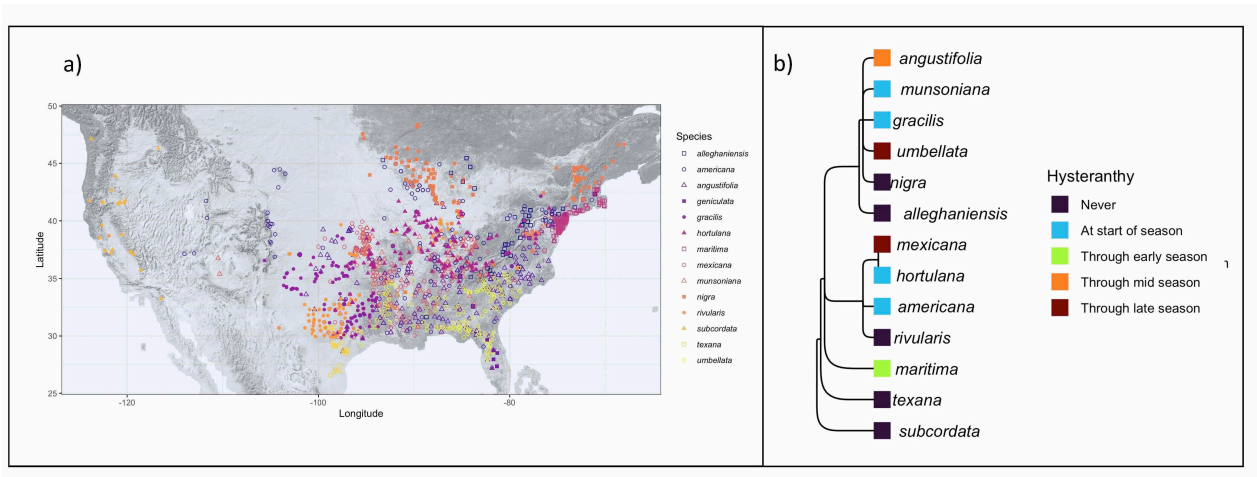 a)
50
45
40
35
30
25
Latitude
-120
-100
-80
Longitude
Species
alleghaniensis
americana
angustifolia
geniculata
gracilis
hortulana
maritima
mexicana
munsoniana
nigra
rivularis
subcordata
texana
umbellata
b)
angustifolia
munsoniana
gracilis
umbellata
nigra
alleghaniensis
mexicana
hortulana
americana
rivularis
maritima
texana
subcordata
Hysteranthy
Never
At start of season
Through early season
Through mid season
Through late season